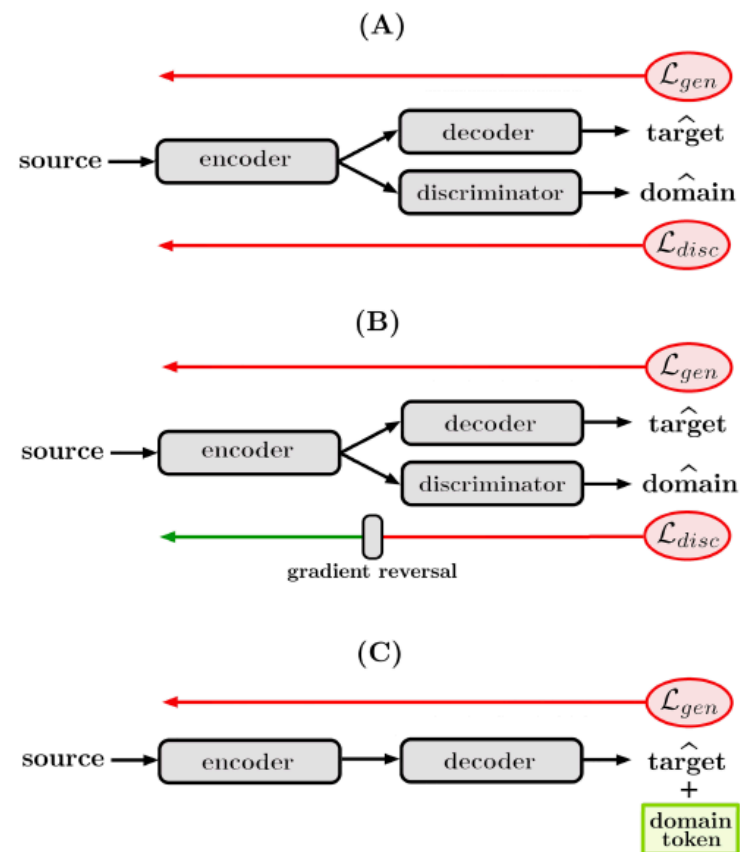 (A)
ℒ_gen
source encoder decoder target^
discriminator domain^
ℒ_disc
(B)
ℒ_gen
source encoder decoder target^
discriminator domain^
ℒ_disc
gradient reversal
(C)
ℒ_gen
source encoder decoder target^
+
domain
token